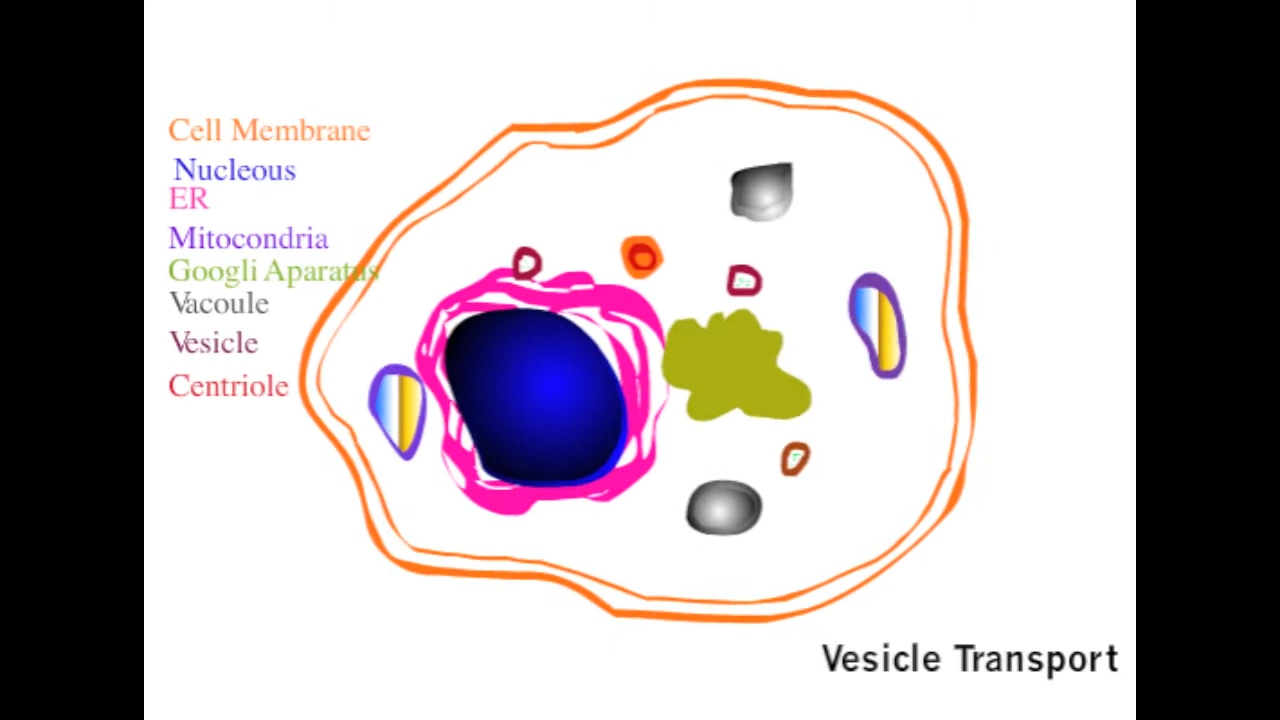 Cell Membrane
Nucleous
ER
Mitocondria
Googli Aparatus
Vacoule
Vesicle
Centriole
Vesicle Transport